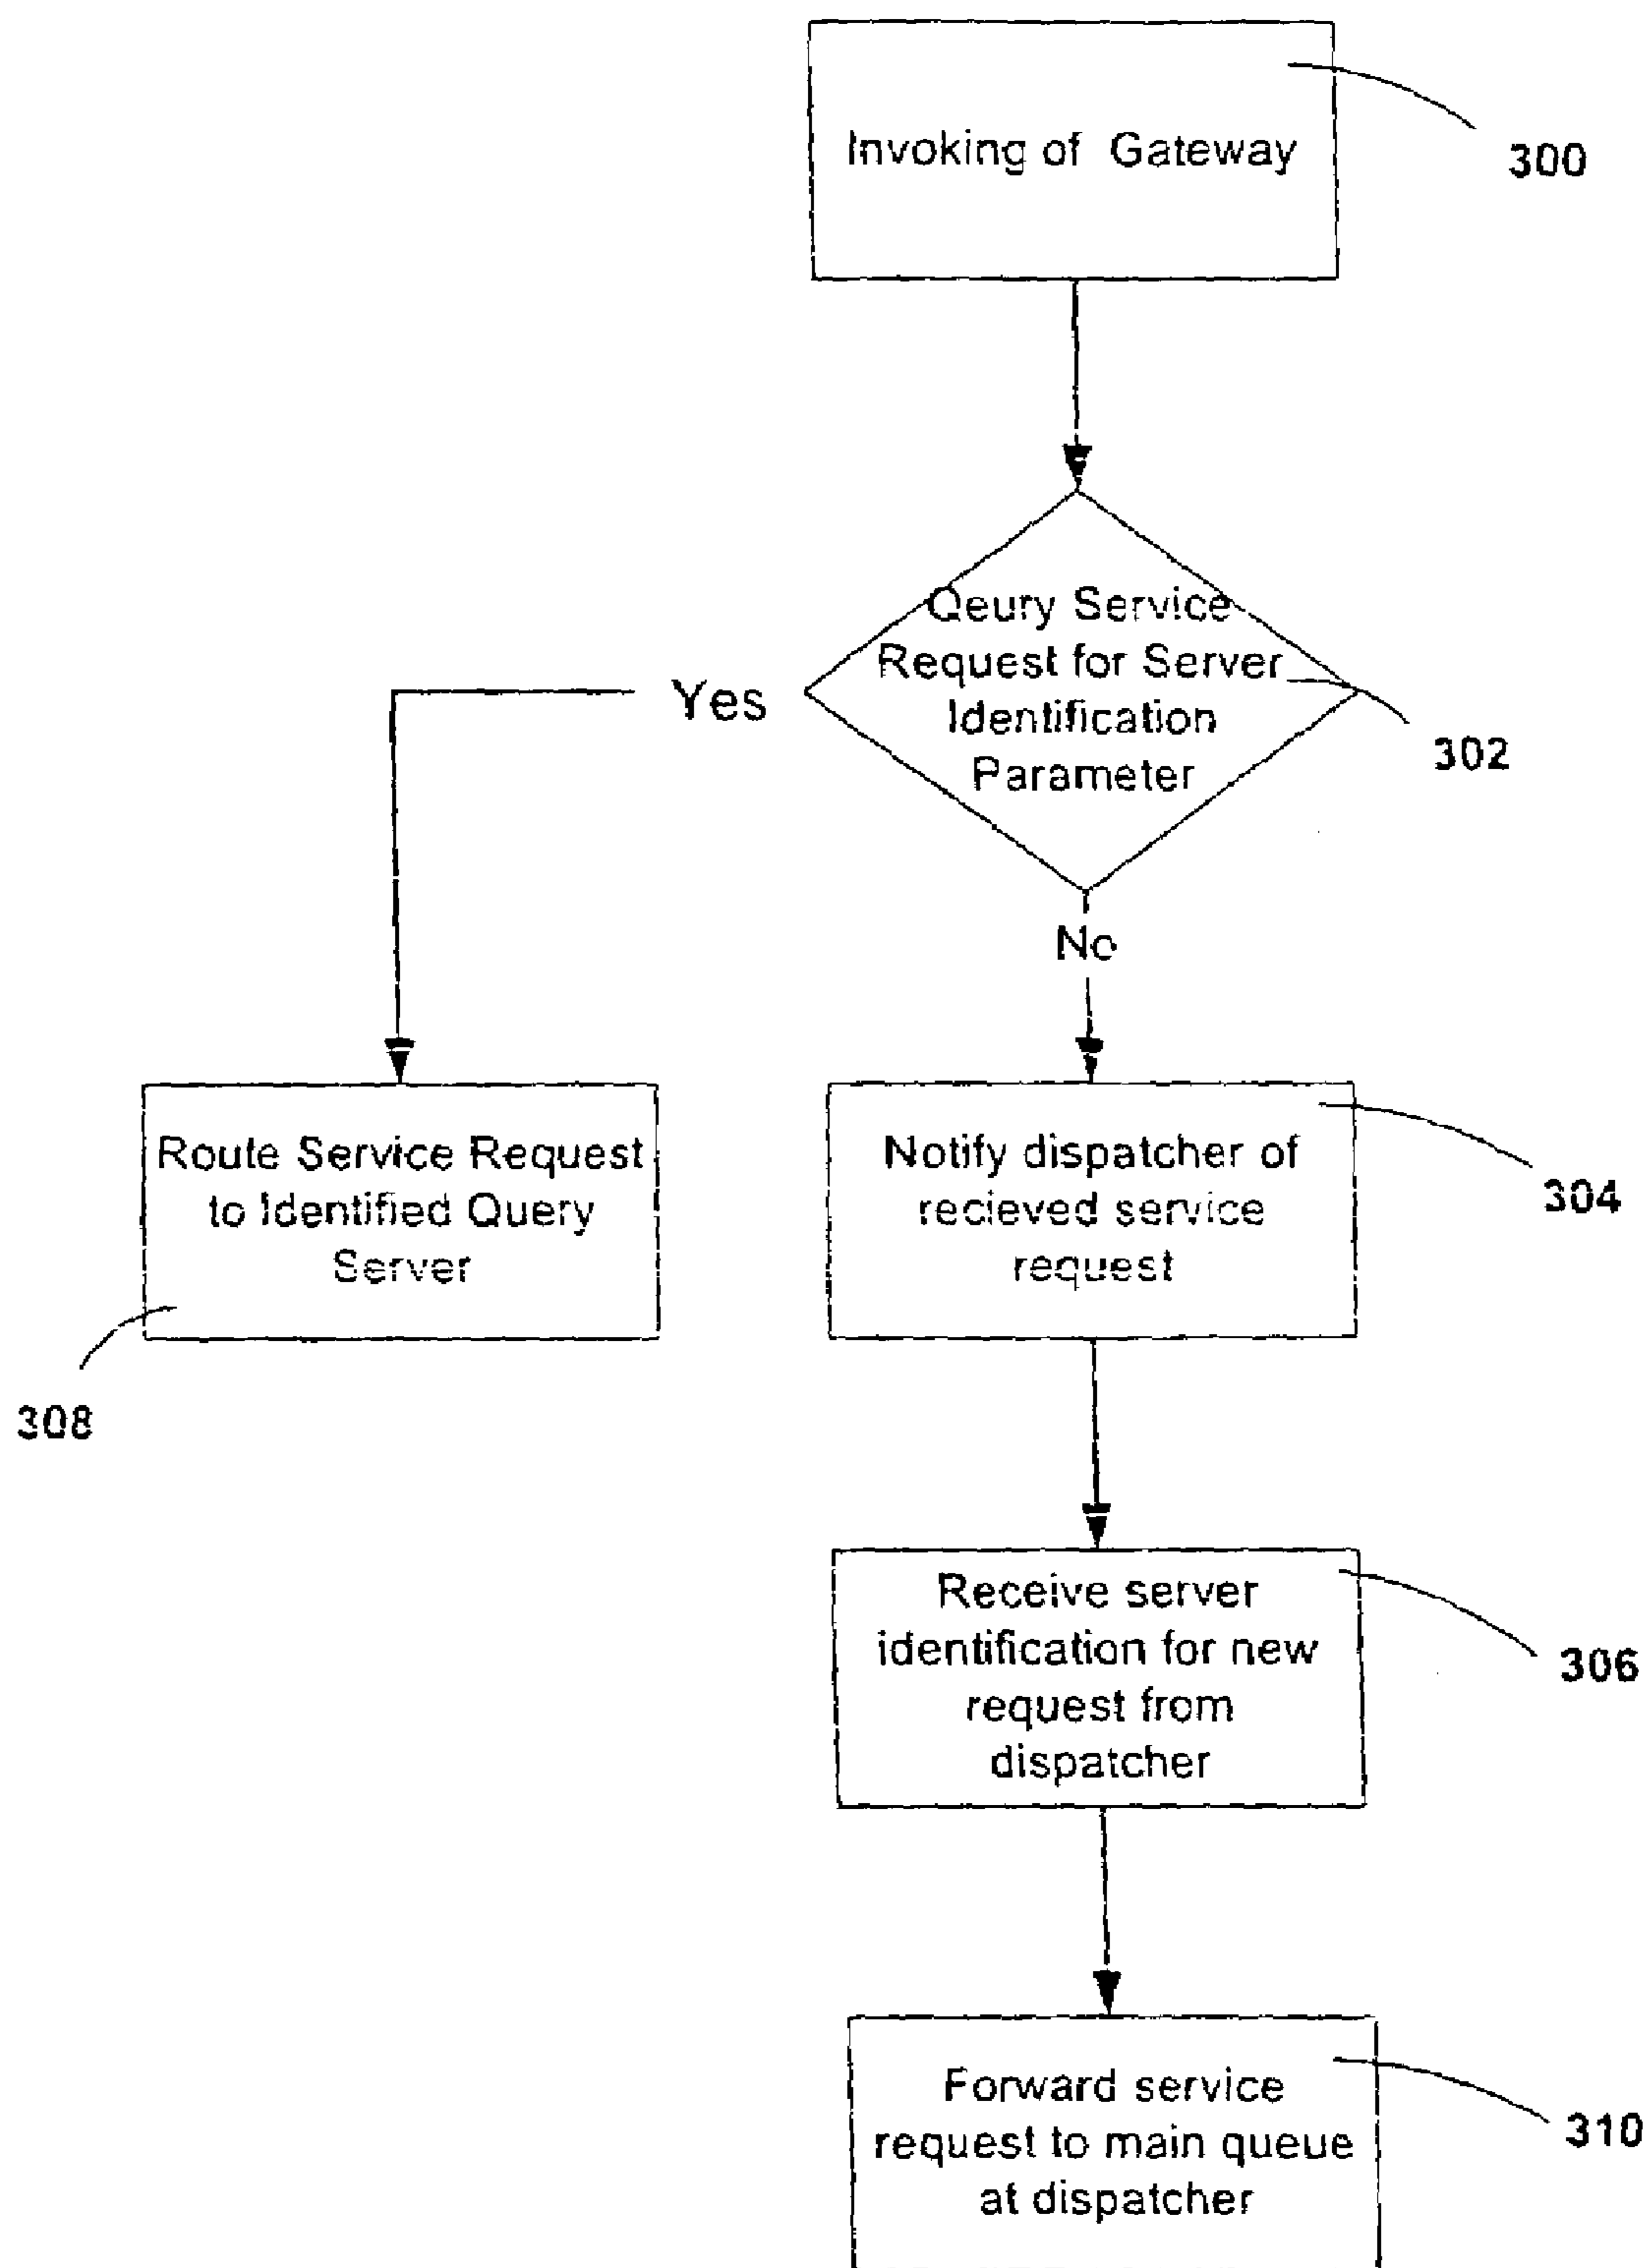 Invoking of Gateway
300
Qeury Service
Request for Server
Identification
Parameter
302
Yes
No
Route Service Request
to Identified Query
Server
308
Notify dispatcher of
recieved service
request
304
Receive server
identification for new
request from
dispatcher
306
Forward service
request to main queue
at dispatcher
310